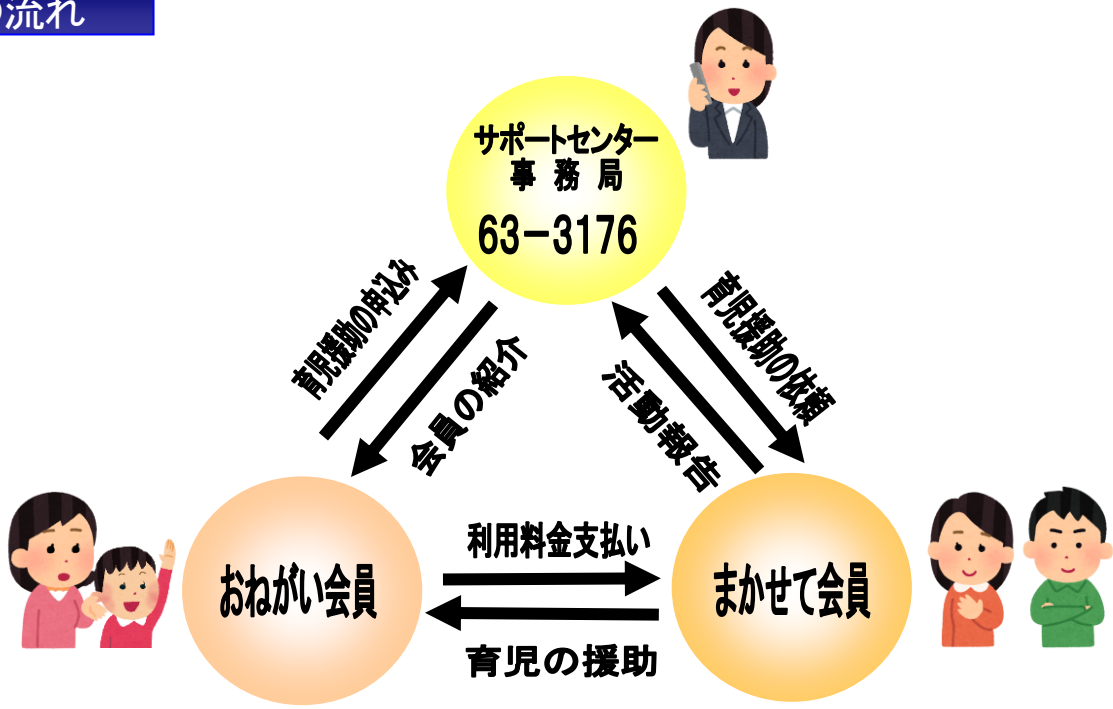 の流れ
サポートセンター
事務局
63-3176
育児援助の申込み
会員の紹介
育児援助の依頼
活動報告
利用料金支払い
おねがい会員
まかせて会員
育児の援助